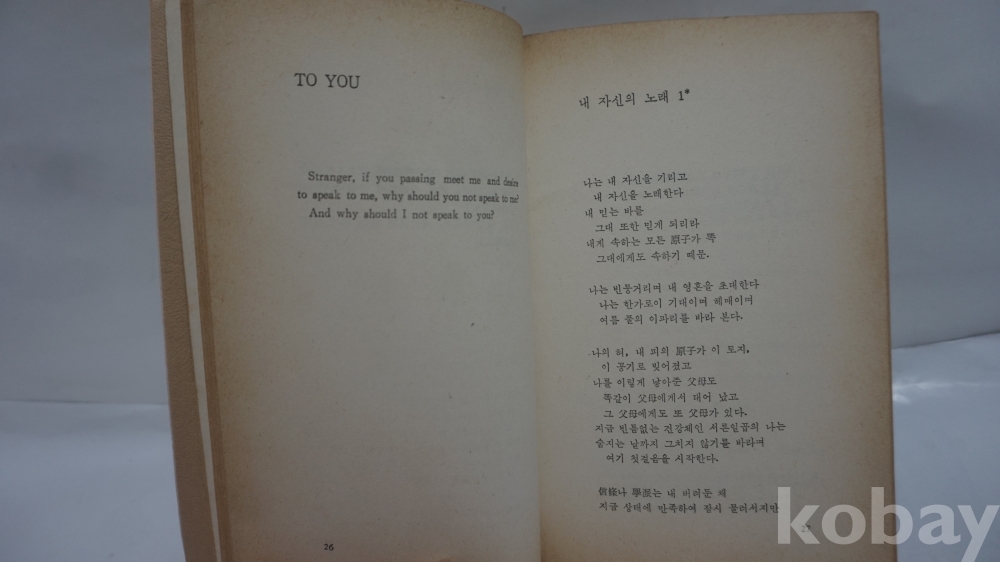 TO YOU
Stranger, if you passing meet me and desire
to speak to me, why should you not speak to me?
And why should I not speak to you?
26
내 자신의 노래 1*
나는 내 자신을 기리고
내 자신을 노래한다
내 믿는 바를
그대 또한 믿게 되리라
내게 속하는 모든 原子가 똑
그대에게도 속하기 때문.
나는 빈둥거리며 내 영혼을 초대한다
나는 한가로이 기대이며 헤매이며
여름 풀의 이파리를 바라 본다.
나의 혀, 내 피의 原子가 이 토지,
이 공기로 빚어졌고
나를 이렇게 낳아준 父母도
똑같이 父母에게서 태어 났고
그 父母에게도 또 父母가 있다.
지금 빈틈없는 건강체인 서른일곱의 나는
숨지는 날까지 그치지 않기를 바라며
여기 첫걸음을 시작한다.
信條나 學派는 내 버려둔 채
지금 상태에 만족하여 잠시 물러서지만
27
kobay